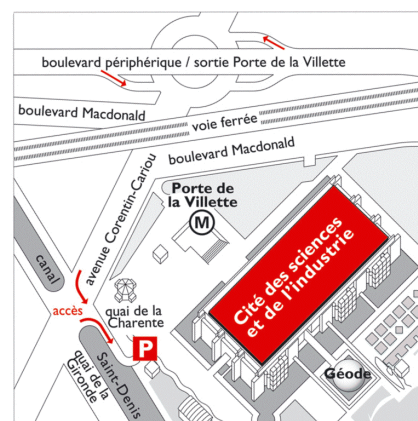 boulevard périphérique / sortie Porte de la Villette
boulevard Macdonald
voie ferrée
boulevard Macdonald
avenue Corentin-Cariou
Porte de
la Villette
M
Cité des sciences
et de l'industrie
canal
accès
quai de la
Charente
P
Géode
Saint-Denis
quai de la
Gironde